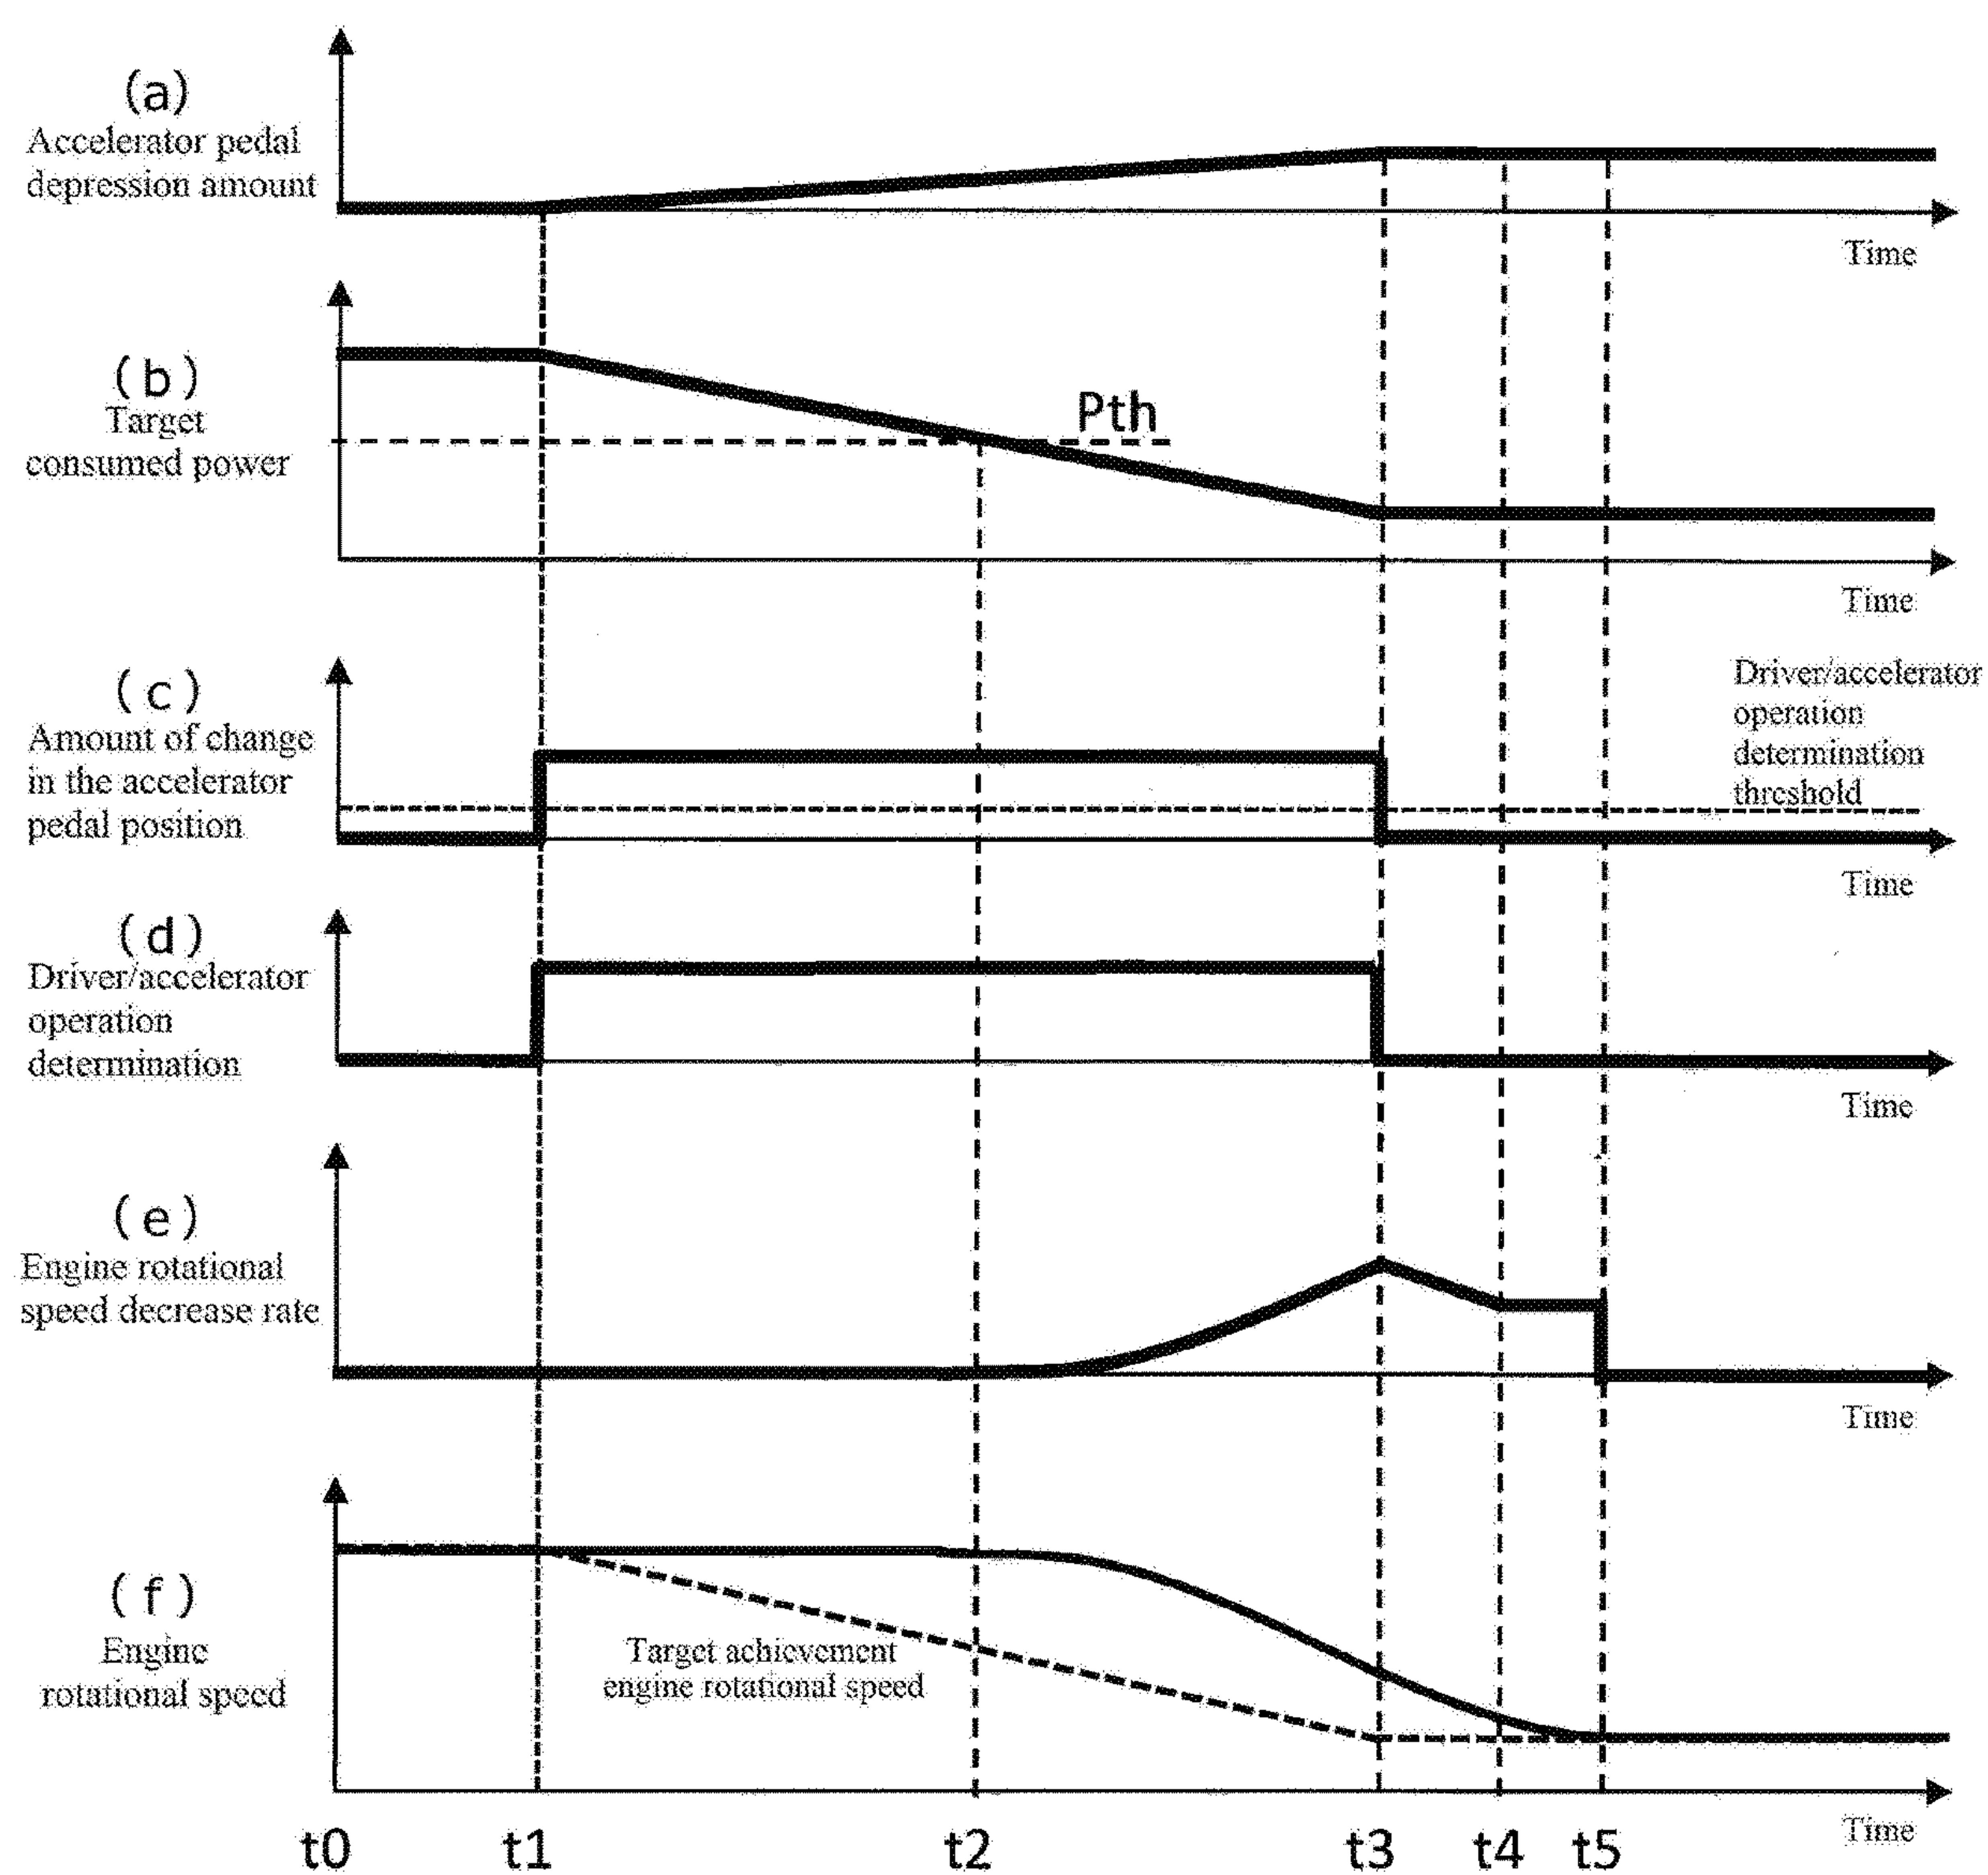 (a)
Accelerator pedal
depression amount
Time
(b)
Target
consumed power
Pth
Time
(c)
Amount of change
in the accelerator
pedal position
Driver/accelerator
operation
determination
threshold
Time
(d)
Driver/accelerator
operation
determination
Time
(e)
Engine rotational
speed decrease rate
Time
(f)
Engine
rotational speed
Target achievement
engine rotational speed
Time
t0 t1 t2 t3 t4 t5